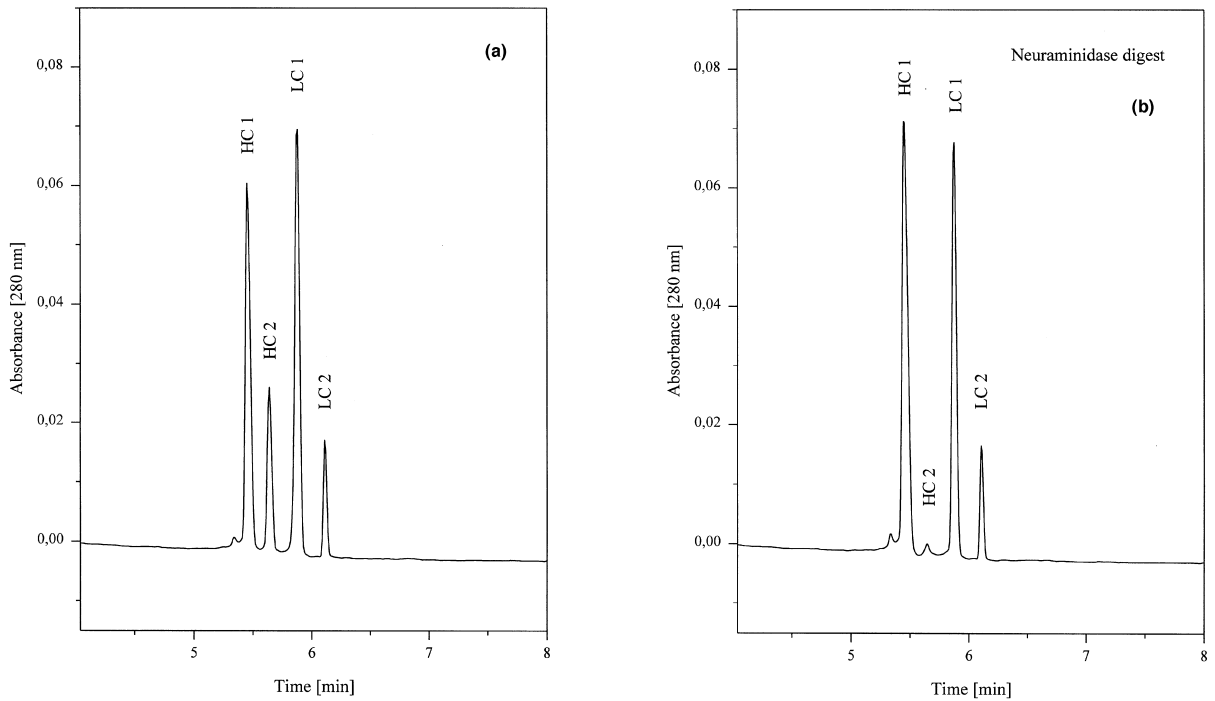 (a)
LC 1
HC 1
HC 2
LC 2
0,08
0,06
0,04
0,02
0,00
Absorbance [280 nm]
5
6
7
8
Time [min]
Neuraminidase digest
(b)
HC 1
LC 1
LC 2
HC 2
0,08
0,06
0,04
0,02
0,00
Absorbance [280 nm]
5
6
7
8
Time [min]